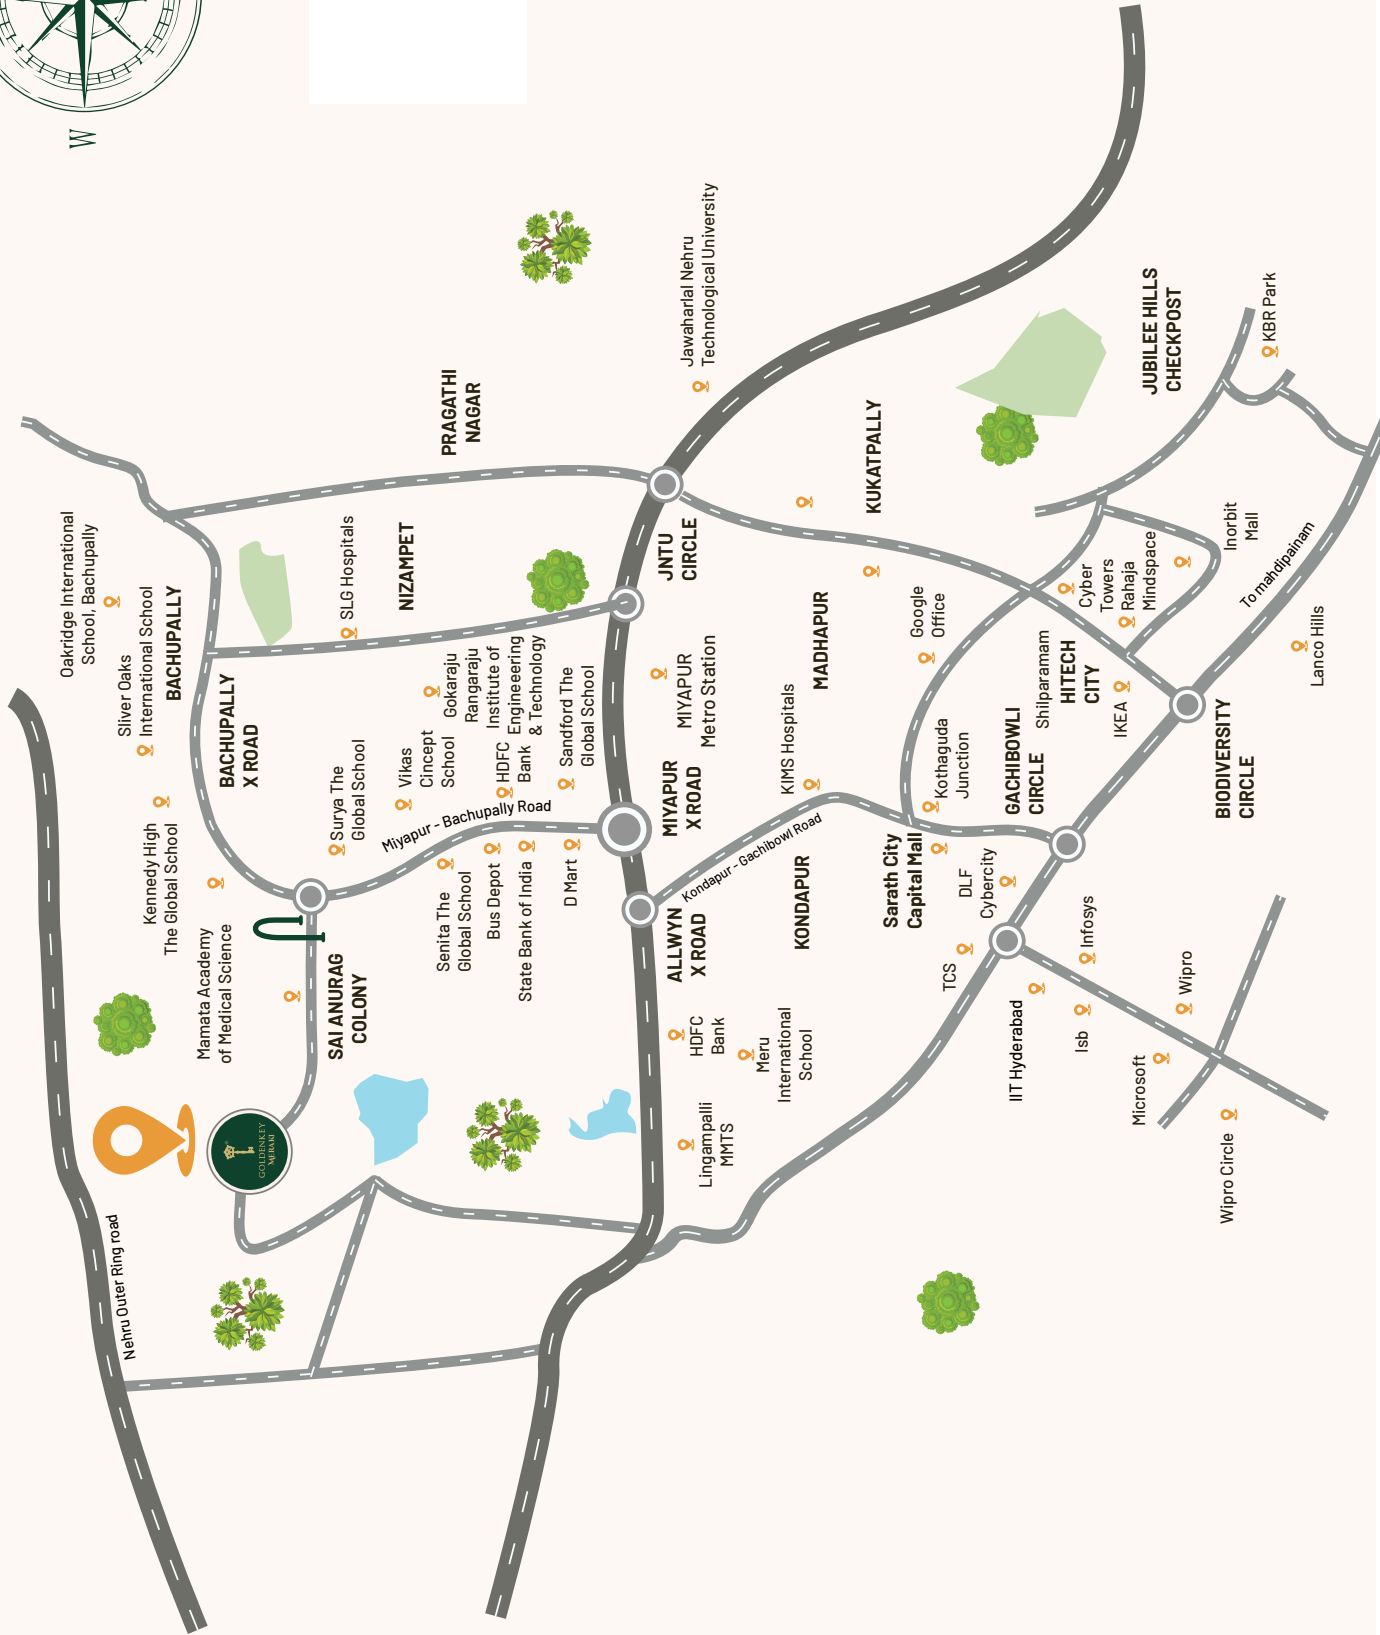 W
Oakridge International
School, Bachupally
Sliver Oaks
International School
BACHUPALLY
Kennedy High
The Global School
Mamata Academy
of Medical Science
BACHUPALLY
X ROAD
SAI ANURAG
COLONY
GOLDENKEY
MERAKI
Nehru Outer Ring road
SLG Hospitals
NIZAMPET
PRAGATHI
NAGAR
Surya The
Global School
Vikas
Cincept
School
Gokaraju
Rangaraju
Institute of
Engineering
& Technology
HDFC
Bank
Sandford The
Global School
Miyapur - Bachupally Road
Senita The
Global School
Bus Depot
State Bank of India
D Mart
Jawaharlal Nehru
Technological University
JNTU
CIRCLE
MIYAPUR
Metro Station
MIYAPUR
X ROAD
ALLWYN
X ROAD
HDFC
Bank
Meru
International
School
Lingampalli
MMTS
KUKATPALLY
MADHAPUR
KIMS Hospitals
Kondapur - Gachibowl Road
KONDAPUR
Google
Office
Kothaguda
Junction
Sarath City
Capital Mall
DLF
Cybercity
TCS
GACHIBOWLI
CIRCLE
Shilparamam
HITECH
CITY
Cyber
Towers
Raheja
Mindspace
IKEA
Inorbit
Mall
JUBILEE HILLS
CHECKPOST
KBR Park
To mahdipainam
Lanco Hills
BIODIVERSITY
CIRCLE
IIT Hyderabad
Infosys
Isb
Wipro
Microsoft
Wipro Circle